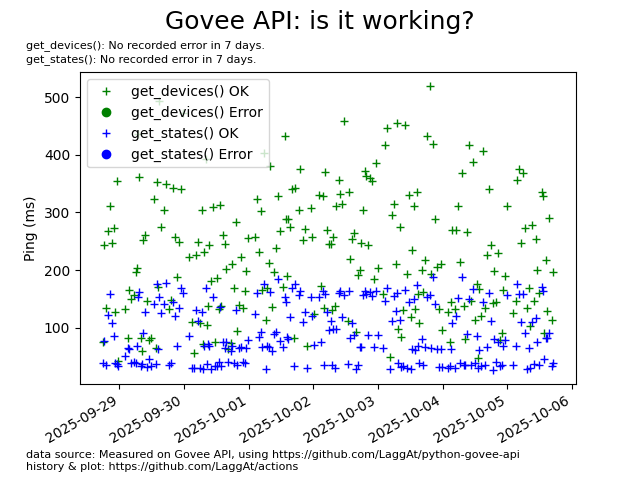 Govee API: is it working?
get_devices(): No recorded error in 7 days.
get_states(): No recorded error in 7 days.
get_devices() OK
get_devices() Error
get_states() OK
get_states() Error
500
400
300
200
100
Ping (ms)
2025-09-29
2025-09-30
2025-10-01
2025-10-02
2025-10-03
2025-10-04
2025-10-05
2025-10-06
data source: Measured on Govee API, using https://github.com/LaggAt/python-govee-api
history & plot: https://github.com/LaggAt/actions